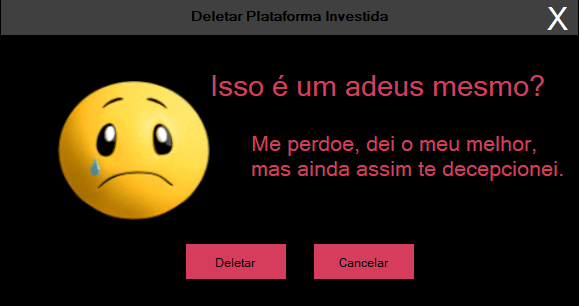 Deletar Plataforma Investida
X
Isso é um adeus mesmo?
Me perdoe, dei o meu melhor,
mas ainda assim te decepcionei.
Deletar
Cancelar